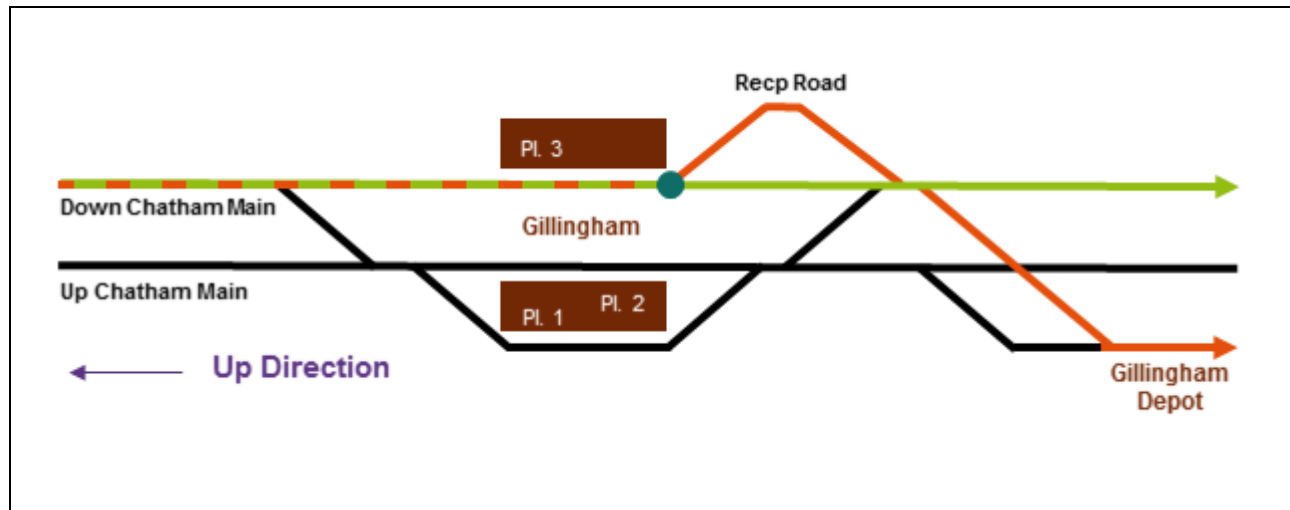 Recp Road
Pl. 3
Down Chatham Main
Gillingham
Up Chatham Main
Pl. 1
Pl. 2
Up Direction
Gillingham
Depot